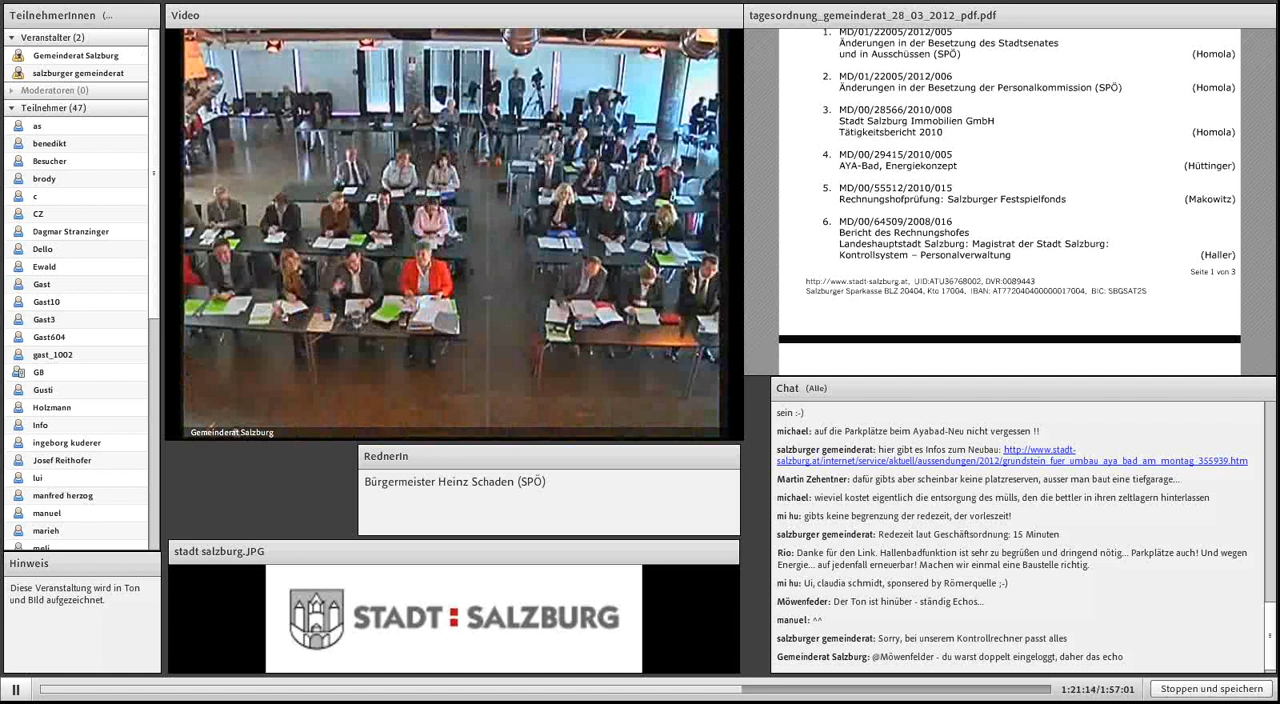 TeilnehmerInnen (...
Veranstalter (2)
Gemeinderat Salzburg
salzburger gemeinderat
Moderatoren (0)
Teilnehmer (47)
as
benedikt
Besucher
brody
c
CZ
Dagmar Stranzinger
Dello
Ewald
Gast
Gast10
Gast3
Gast604
gast_1002
GB
Gusti
Holzmann
Info
ingeborg kuderer
Josef Reithofer
lui
manfred herzog
manuel
marieh
meli
Hinweis
Diese Veranstaltung wird in Ton
und BIld aufgezeichnet.
Video
Gemeinderat Salzburg
RednerIn
Bürgermeister Heinz Schaden (SPÖ)
stadt salzburg.JPG
STADT : SALZBURG
tagesordnung_gemeinderat_28_03_2012_pdf.pdf
1. MD/01/22005/2012/005
Änderungen in der Besetzung des Stadtsenates
und in Ausschüssen (SPÖ) (Homola)
2. MD/01/22005/2012/006
Änderungen in der Besetzung der Personalkommission (SPÖ) (Homola)
3. MD/00/28566/2010/008
Stadt Salzburg Immobilien GmbH
Tätigkeitsbericht 2010 (Homola)
4. MD/00/29415/2010/005
AYA-Bad, Energiekonzept (Hüttinger)
5. MD/00/55512/2010/015
Rechnungshofprüfung: Salzburger Festspielfonds (Makowitz)
6. MD/00/64509/2008/016
Bericht des Rechnungshofes
Landeshauptstadt Salzburg: Magistrat der Stadt Salzburg:
Kontrollsystem – Personalverwaltung (Haller)
Seite 1 von 3
http://www.stadt-salzburg.at, UID:ATU36768002, DVR:0089443
Salzburger Sparkasse BLZ 20404, Kto 17004, IBAN: AT772040400000017004, BIC: SBGSAT2S
Chat (Alle)
sein :-)
michael: auf die Parkplätze beim Ayabad-Neu nicht vergessen !!
salzburger gemeinderat: hier gibt es Infos zum Neubau: http://www.stadt-
salzburg.at/internet/service/aktuell/aussendungen/2012/grundstein_fuer_umbau_aya_bad_am_montag_355939.htm
Martin Zehentner: dafür gibts aber scheinbar keine platzreserven, ausser man baut eine tiefgarage...
michael: wieviel kostet eigentlich die entsorgung des mülls, den die bettler in ihren zeltlagern hinterlassen
mi hu: gibts keine begrenzung der redezeit, der vorleszeit!
salzburger gemeinderat: Redezeit laut Geschäftsordnung: 15 Minuten
Rio: Danke für den Link. Hallenbadfunktion ist sehr zu begrüßen und dringend nötig... Parkplätze auch! Und wegen
Energie... auf jedenfall erneuerbar! Machen wir einmal eine Baustelle richtig.
mi hu: Ui, claudia schmidt, sponsered by Römerquelle ;-)
Möwenfeder: Der Ton ist hinüber - ständig Echos...
manuel: ^^
salzburger gemeinderat: Sorry, bei unserem Kontrollrechner passt alles
Gemeinderat Salzburg: @Möwenfelder - du warst doppelt eingeloggt, daher das echo
1:21:14/1:57:01
Stoppen und speichern